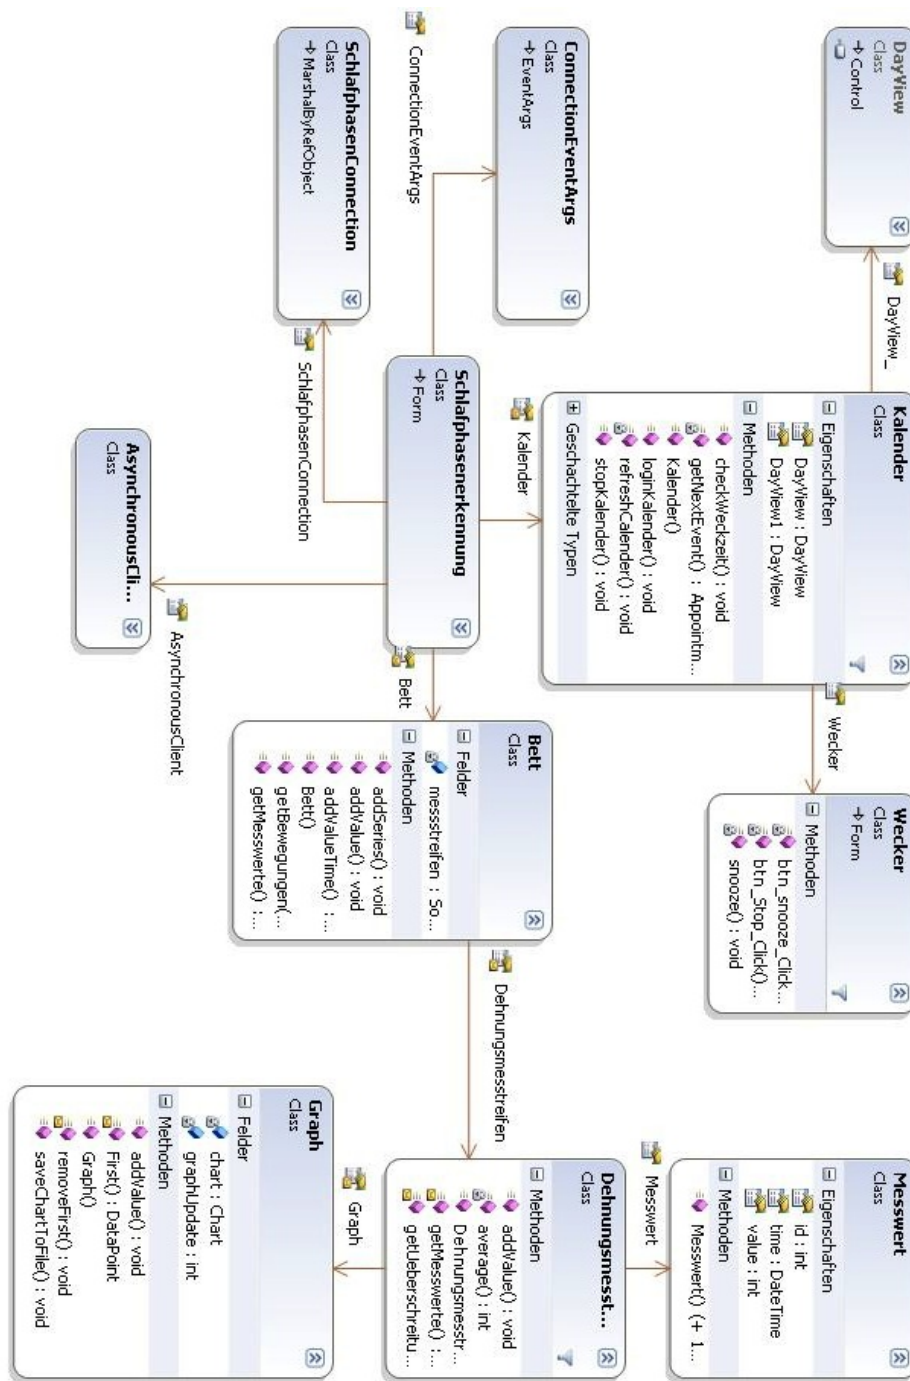 DayView
Class
Control
DayView_
Kalender
Class
Eigenschaften
DayView : DayView
DayView1 : DayView
Methoden
checkWeckzeit() : void
getNextEvent() : Appointm...
Kalender()
loginKalender() : void
refreshCalender() : void
stopKalender() : void
Geschachtelte Typen
Wecker
Wecker
Class
Form
Methoden
btn_snooze_Click...
btn_Stop_Click()...
snooze() : void
Messwert
Class
Eigenschaften
id : int
time : DateTime
value : int
Methoden
Messwert() (+ 1...
ConnectionEventArgs
Class
EventArgs
ConnectionEventArgs
SchlafphasenConnection
Class
MarshalByRefObject
SchlafphasenConnection
Schlafphasenerkennung
Class
Form
Kalender
AsynchronousCli...
Class
AsynchronousClient
Bett
Bett
Class
Felder
messstreifen : So...
Methoden
addSeries() : void
addValue() : void
addValueTime() : ...
Bett()
getBewegungen(...
getMesswerte() : ...
Dehnungsmesstreifen
Messwert
Dehnungsmesst...
Class
Methoden
addValue() : void
average() : int
Dehnungsmesstr...
getMesswerte() : ...
getUeberschreitu...
Graph
Graph
Class
Felder
chart : Chart
graphUpdate : int
Methoden
addValue() : void
First() : DataPoint
Graph()
removeFirst() : void
saveChartToFile() : void